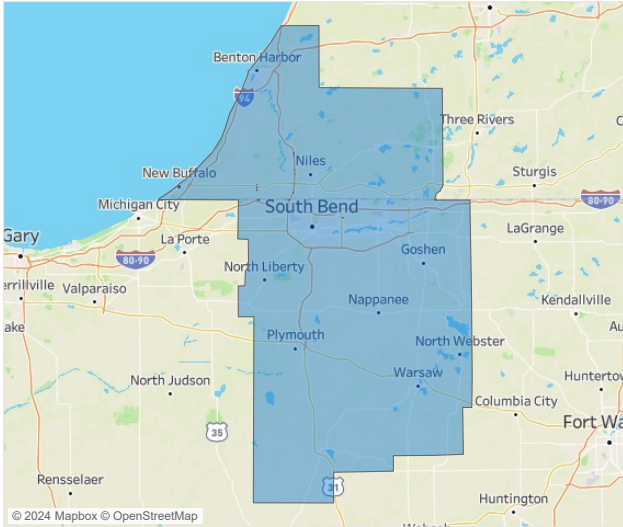 Benton Harbor
94
Three Rivers
C
Niles
New Buffalo
Sturgis
Michigan City
South Bend
80-90
Gary
La Porte
LaGrange
80-90
Goshen
North Liberty
errillville
Valparaiso
Nappanee
Kendallville
ake
Au
Plymouth
North Webster
Warsaw
Huntertow
North Judson
Columbia City
35
Fort Wa
Rensselaer
31
Huntington
© 2024 Mapbox © OpenStreetMap